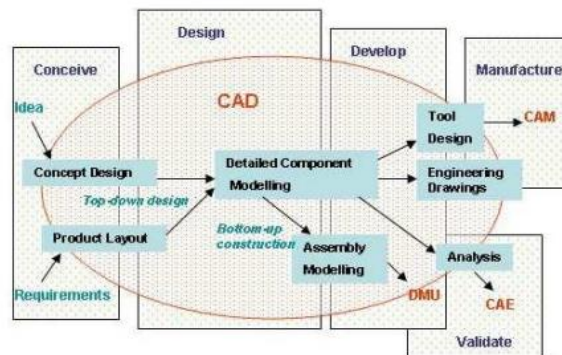 Design
Develop
Conceive
Manufacture
CAD
Idea
Tool
Design
CAM
Concept Design
Detailed Component
Modelling
Engineering
Drawings
Top-down design
Product Layout
Bottom-up
construction
Assembly
Modelling
Analysis
Requirements
DMU
CAE
Validate